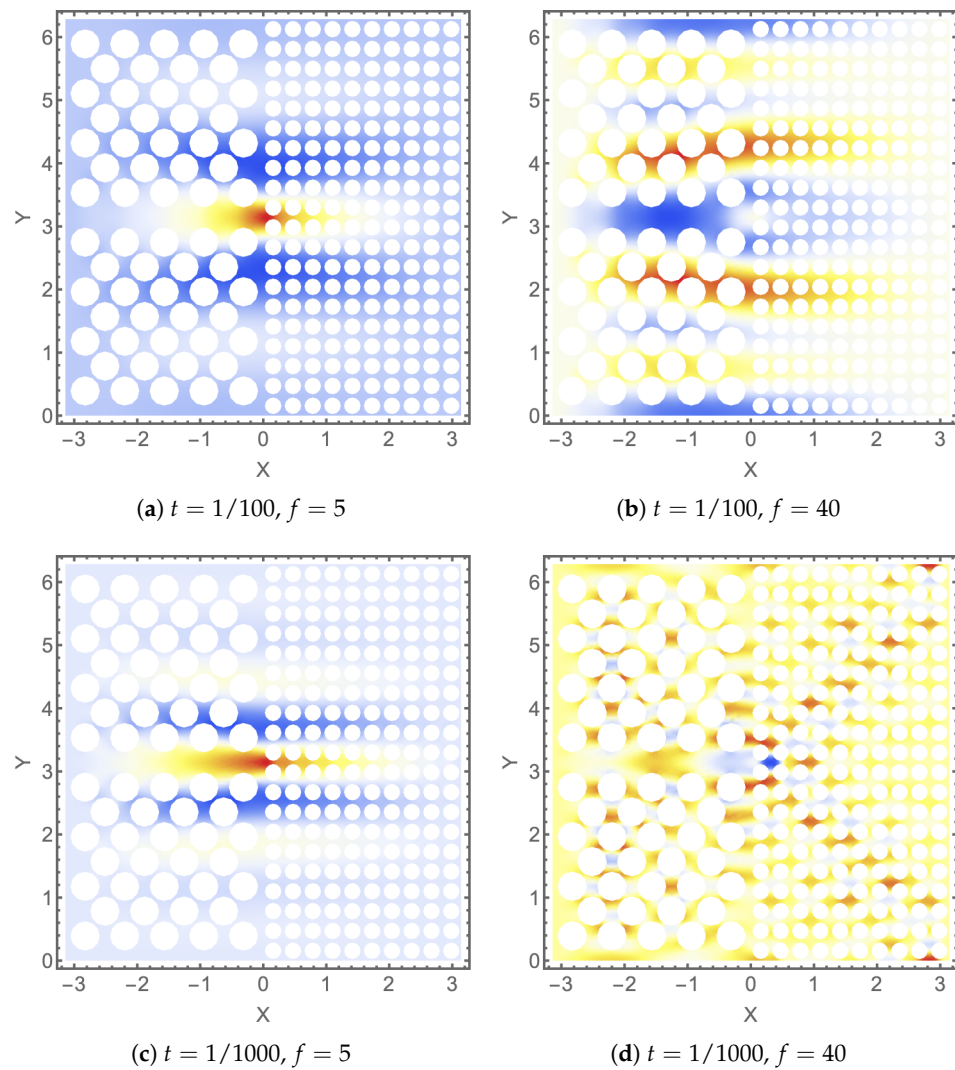 6
5
4
3
2
1
0
Y
−3 −2 −1 0 1 2 3
X
(a) t = 1/100, f = 5
6
5
4
3
2
1
0
Y
−3 −2 −1 0 1 2 3
X
(b) t = 1/100, f = 40
6
5
4
3
2
1
0
Y
−3 −2 −1 0 1 2 3
X
(c) t = 1/1000, f = 5
6
5
4
3
2
1
0
Y
−3 −2 −1 0 1 2 3
X
(d) t = 1/1000, f = 40